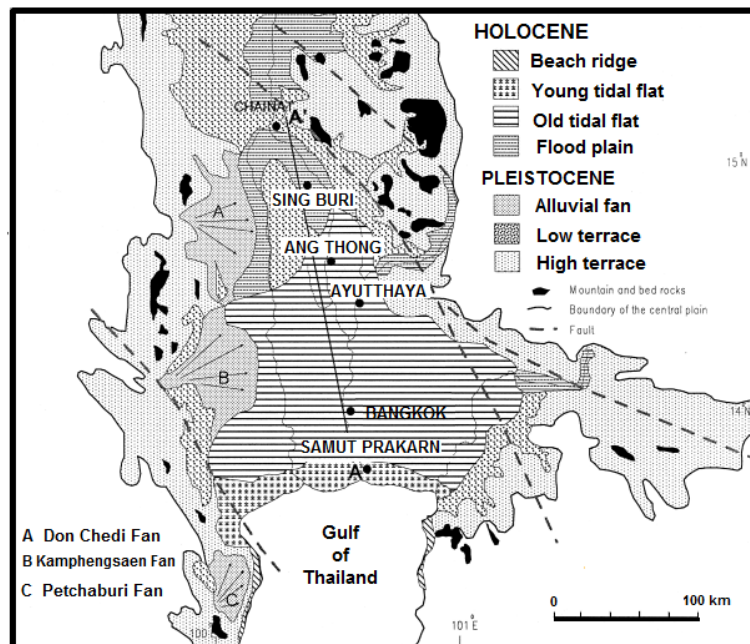 HOLOCENE
Beach ridge
Young tidal flat
Old tidal flat
Flood plain
PLEISTOCENE
Alluvial fan
Low terrace
High terrace
Mountain and bed rocks
Boundary of the central plain
Fault
CHAINAT
A'
15 N
A
SING BURI
ANG THONG
AYUTTHAYA
B
BANGKOK
14 N
SAMUT PRAKARN
A
Gulf
of
Thailand
A Don Chedi Fan
B Kamphengsaen Fan
C Petchaburi Fan
C
100
101 E
0 100 km